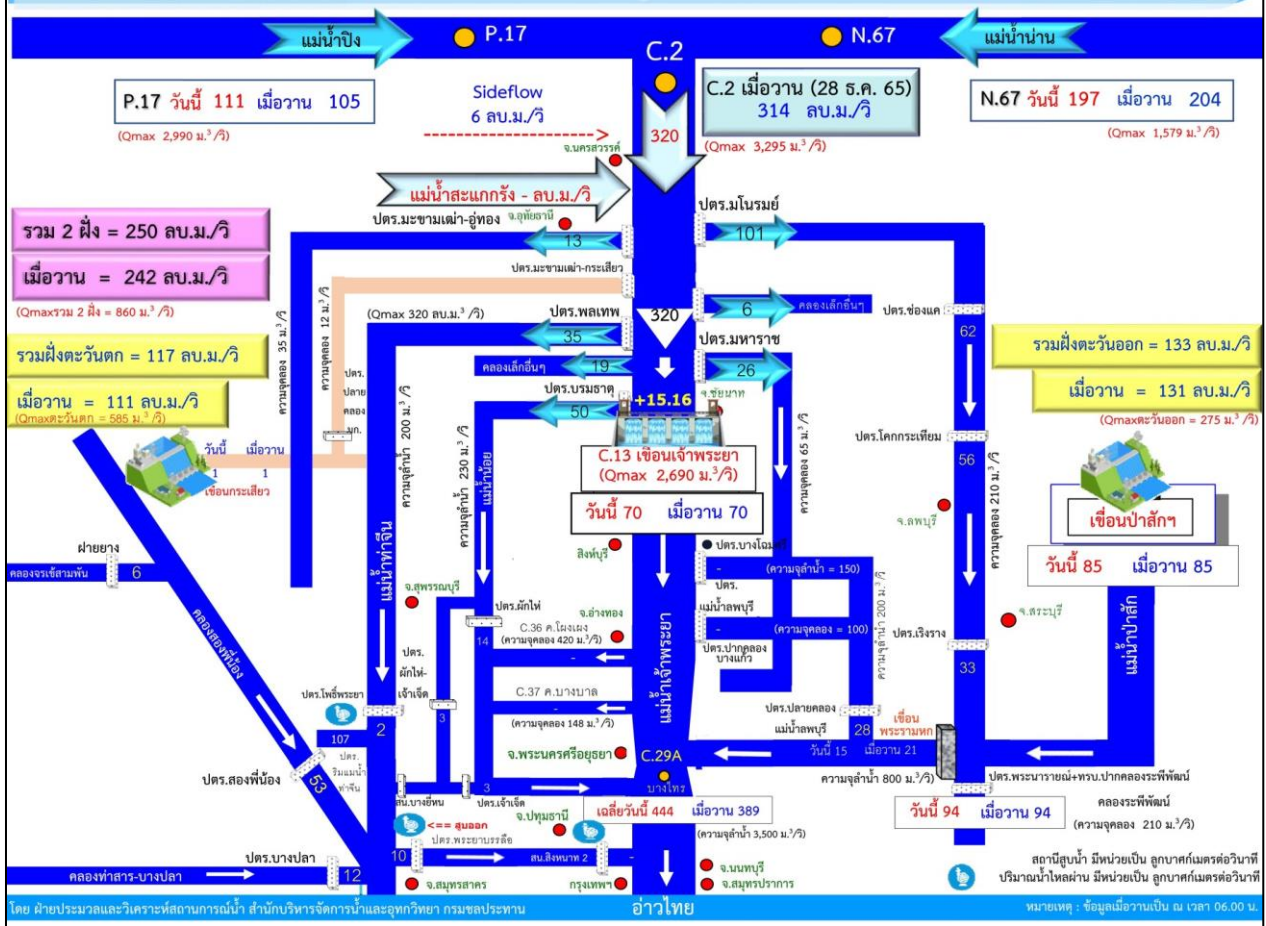 แม่น้ำปิง
P.17
C.2
N.67
แม่น้ำน่าน
P.17 วันนี้ 111 เมื่อวาน 105
(Qmax 2,990 ม.³/วิ)
Sideflow
6 ลบ.ม./วิ
จ.นครสวรรค์
320
C.2 เมื่อวาน (28 ธ.ค. 65)
314 ลบ.ม./วิ
(Qmax 3,295 ม.³/วิ)
N.67 วันนี้ 197 เมื่อวาน 204
(Qmax 1,579 ม.³/วิ)
แม่น้ำสะแกกรัง - ลบ.ม./วิ
รวม 2 ฝั่ง = 250 ลบ.ม./วิ
เมื่อวาน = 242 ลบ.ม./วิ
(Qmaxรวม 2 ฝั่ง = 860 ม.³/วิ)
ปตร.มะขามเฒ่า-อู่ทอง
จ.อุทัยธานี
13
ปตร.มโนรมย์
101
ปตร.มะขามเฒ่า-กระเสียว
ความจุคลอง 35 ม.³/วิ
ความจุคลอง 12 ม.³/วิ
(Qmax 320 ลบ.ม.³/วิ)
ปตร.พลเทพ
35
320
6
คลองเล็กอื่นๆ
ปตร.ช่องแค
62
รวมฝั่งตะวันตก = 117 ลบ.ม./วิ
เมื่อวาน = 111 ลบ.ม./วิ
(Qmaxตะวันตก = 585 ม.³/วิ)
รวมฝั่งตะวันออก = 133 ลบ.ม./วิ
เมื่อวาน = 131 ลบ.ม./วิ
(Qmaxตะวันออก = 275 ม.³/วิ)
คลองเล็กอื่นๆ
19
ปตร.มหาราช
26
จ.ชัยนาท
ปตร.บรมธาตุ
50
+15.16
ปตร.
ปลาย
คลอง
มก.
ความจุลำน้ำ 200 ม.³/วิ
ความจุลำน้ำ 230 ม.³/วิ
แม่น้ำน้อย
ความจุคลอง 65 ม.³/วิ
C.13 เขื่อนเจ้าพระยา
(Qmax 2,690 ม.³/วิ)
วันนี้ 70 เมื่อวาน 70
วันนี้ เมื่อวาน
1 1
เขื่อนกระเสียว
ปตร.โคกกระเทียม
56
ความจุคลอง 210 ม.³/วิ
จ.ลพบุรี
เขื่อนป่าสักฯ
วันนี้ 85 เมื่อวาน 85
ฝายยาง
คลองจรเข้สามพัน
6
แม่น้ำท่าจีน
จ.สุพรรณบุรี
สิงห์บุรี
-
(ความจุลำน้ำ = 150)
ปตร.
แม่น้ำลพบุรี
ความจุลำน้ำ 200 ม.³/วิ
จ.สระบุรี
แม่น้ำป่าสัก
คลองสองพี่น้อง
ปตร.ผักไห่
14
จ.อ่างทอง
C.36 ค.โผงเผง
(ความจุคลอง 420 ม.³/วิ)
-
-
(ความจุคลอง = 100)
ปตร.ปากคลอง
บางแก้ว
ปตร.เริงราง
33
ปตร.
ผักไห่-
เจ้าเจ็ด
3
C.37 ค.บางบาล
-
(ความจุคลอง 148 ม.³/วิ)
แม่น้ำเจ้าพระยา
ปตร.โพธิ์พระยา
2
107
ปตร.
ริมแม่น้ำ
ท่าจีน
ปตร.ปลายคลอง
แม่น้ำลพบุรี
28
เขื่อน
พระรามหก
วันนี้ 15 เมื่อวาน 21
ความจุลำน้ำ 800 ม.³/วิ)
จ.พระนครศรีอยุธยา
C.29A
บางไทร
ปตร.สองพี่น้อง
53
สน.บางยี่หน
3
ปตร.เจ้าเจ็ด
ปตร.พระนารายณ์+ทรบ.ปากคลองระพีพัฒน์
เฉลี่ยวันนี้ 444 เมื่อวาน 389
(ความจุลำน้ำ 3,500 ม.³/วิ)
วันนี้ 94 เมื่อวาน 94
คลองระพีพัฒน์
(ความจุคลอง 210 ม.³/วิ)
<== สูบออก
จ.ปทุมธานี
ปตร.พระยาบรรลือ
10
สน.สิงหนาท 2
-
ปตร.บางปลา
คลองท่าสาร-บางปลา
12
จ.สมุทรสาคร
กรุงเทพฯ
จ.นนทบุรี
จ.สมุทรปราการ
สถานีสูบน้ำ มีหน่วยเป็น ลูกบาศก์เมตรต่อวินาที
ปริมาณน้ำไหลผ่าน มีหน่วยเป็น ลูกบาศก์เมตรต่อวินาที
โดย ฝ่ายประมวลและวิเคราะห์สถานการณ์น้ำ สำนักบริหารจัดการน้ำและอุทกวิทยา กรมชลประทาน
อ่าวไทย
หมายเหตุ : ข้อมูลเมื่อวานเป็น ณ เวลา 06.00 น.